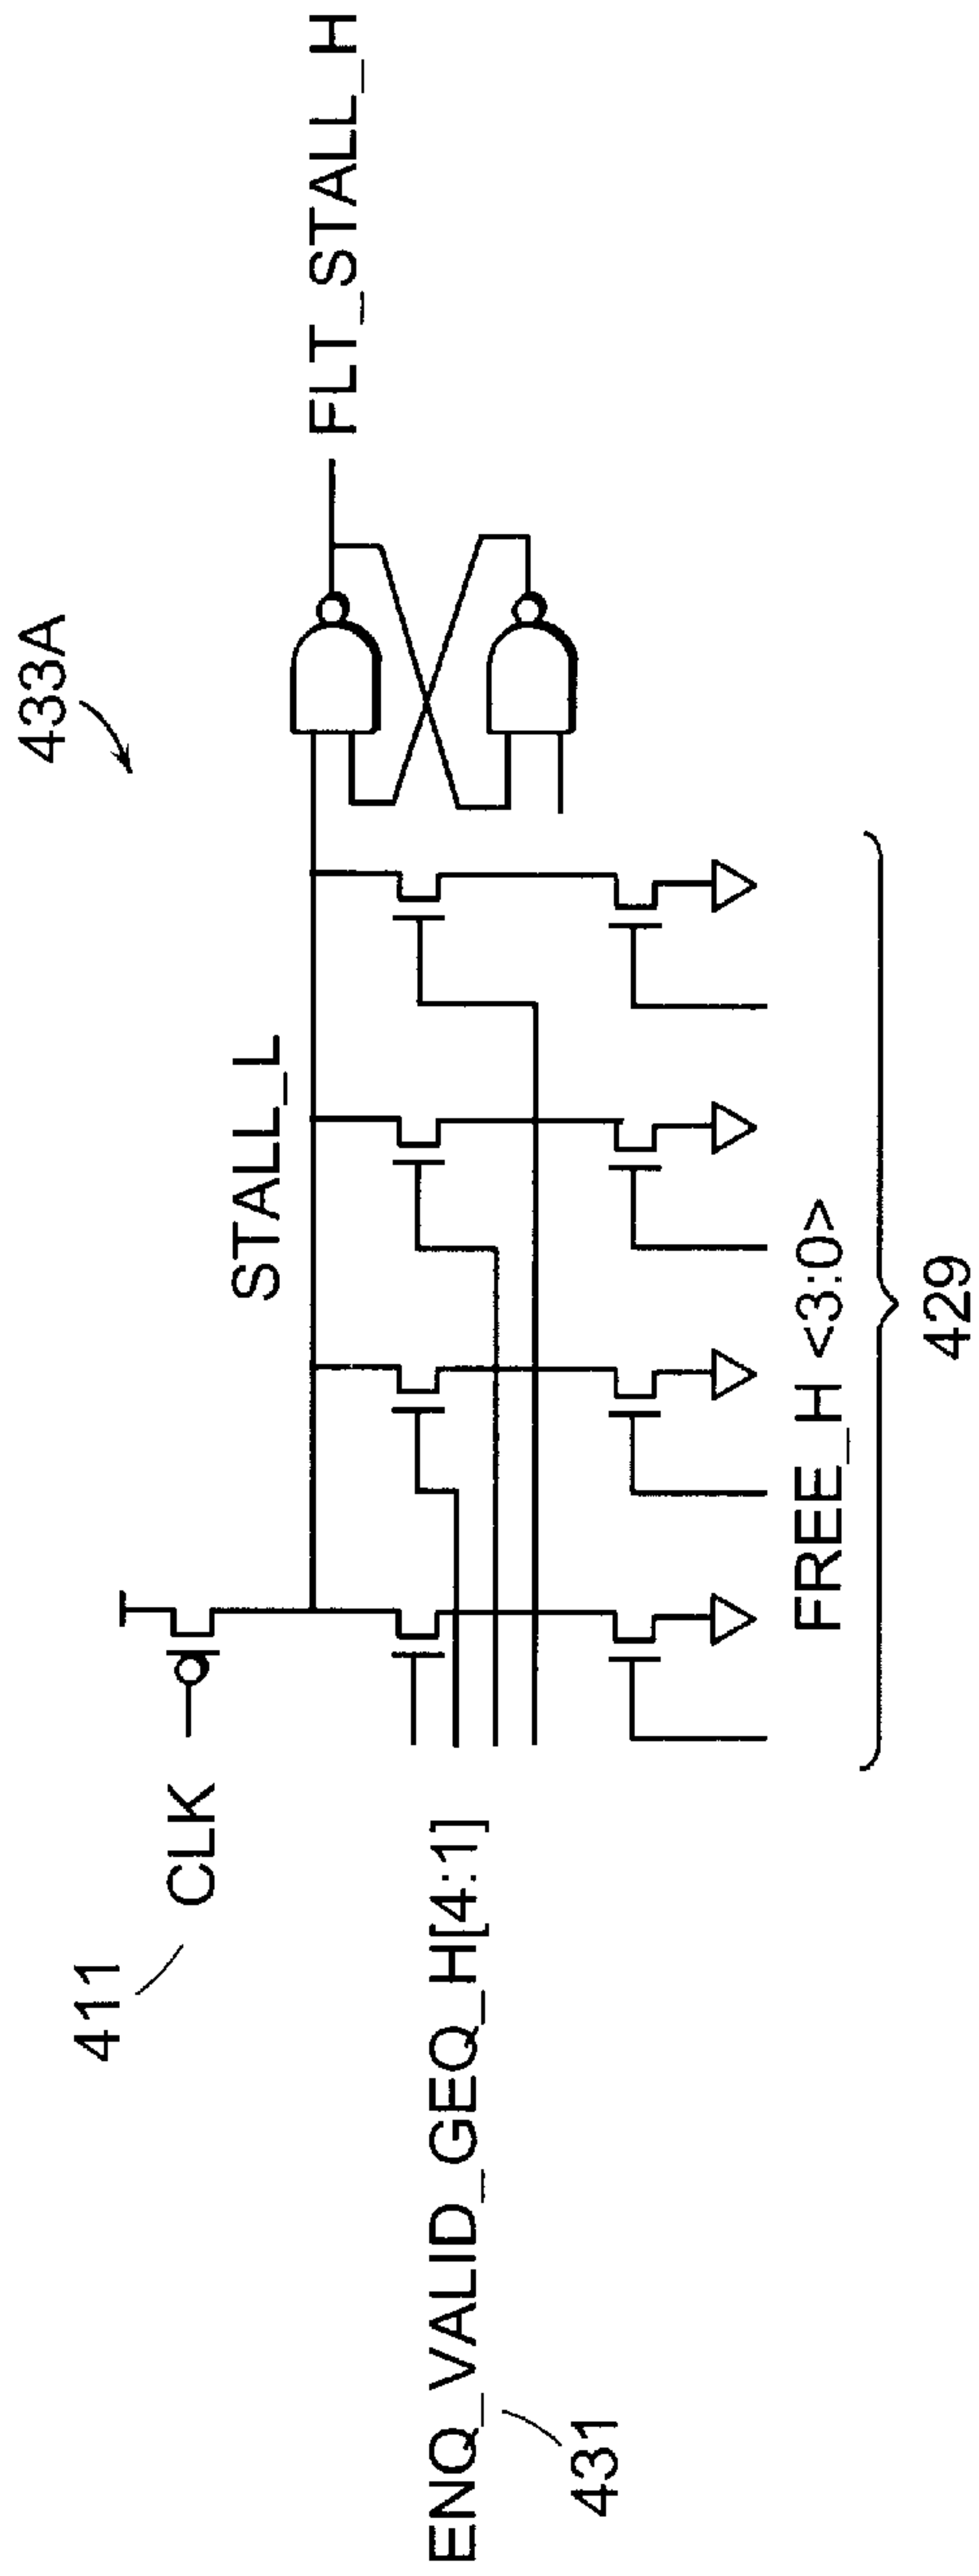 433A
411
CLK
STALL_L
FLT_STALL_H
ENQ_VALID_GEQ_H[4:1]
431
FREE_H <3:0>
429